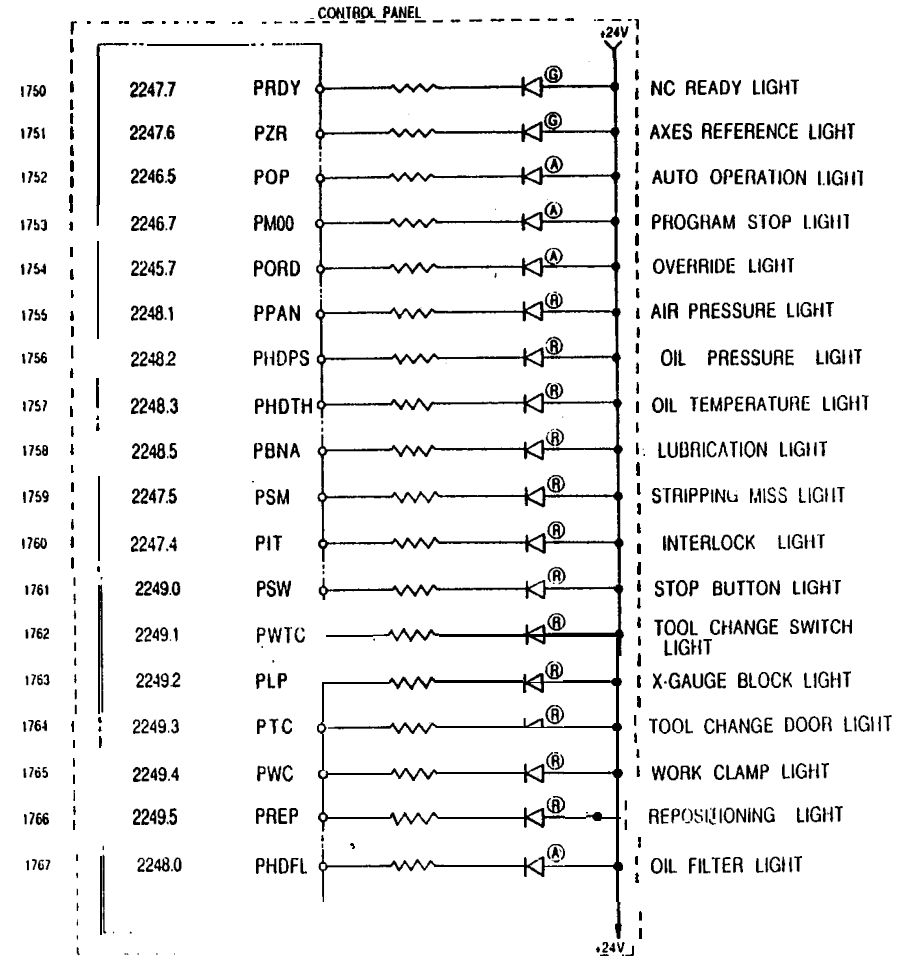 CONTROL PANEL
+24V
1750 2247.7 PRDY G NC READY LIGHT
1751 2247.6 PZR G AXES REFERENCE LIGHT
1752 2246.5 POP A AUTO OPERATION LIGHT
1753 2246.7 PM00 A PROGRAM STOP LIGHT
1754 2245.7 PORD A OVERRIDE LIGHT
1755 2248.1 PPAN R AIR PRESSURE LIGHT
1756 2248.2 PHDPS R OIL PRESSURE LIGHT
1757 2248.3 PHDTH R OIL TEMPERATURE LIGHT
1758 2248.5 PBNA R LUBRICATION LIGHT
1759 2247.5 PSM R STRIPPING MISS LIGHT
1760 2247.4 PIT R INTERLOCK LIGHT
1761 2249.0 PSW R STOP BUTTON LIGHT
1762 2249.1 PWTC R TOOL CHANGE SWITCH
LIGHT
1763 2249.2 PLP R X-GAUGE BLOCK LIGHT
1764 2249.3 PTC R TOOL CHANGE DOOR LIGHT
1765 2249.4 PWC R WORK CLAMP LIGHT
1766 2249.5 PREP R REPOSITIONING LIGHT
1767 2248.0 PHDFL A OIL FILTER LIGHT
+24V